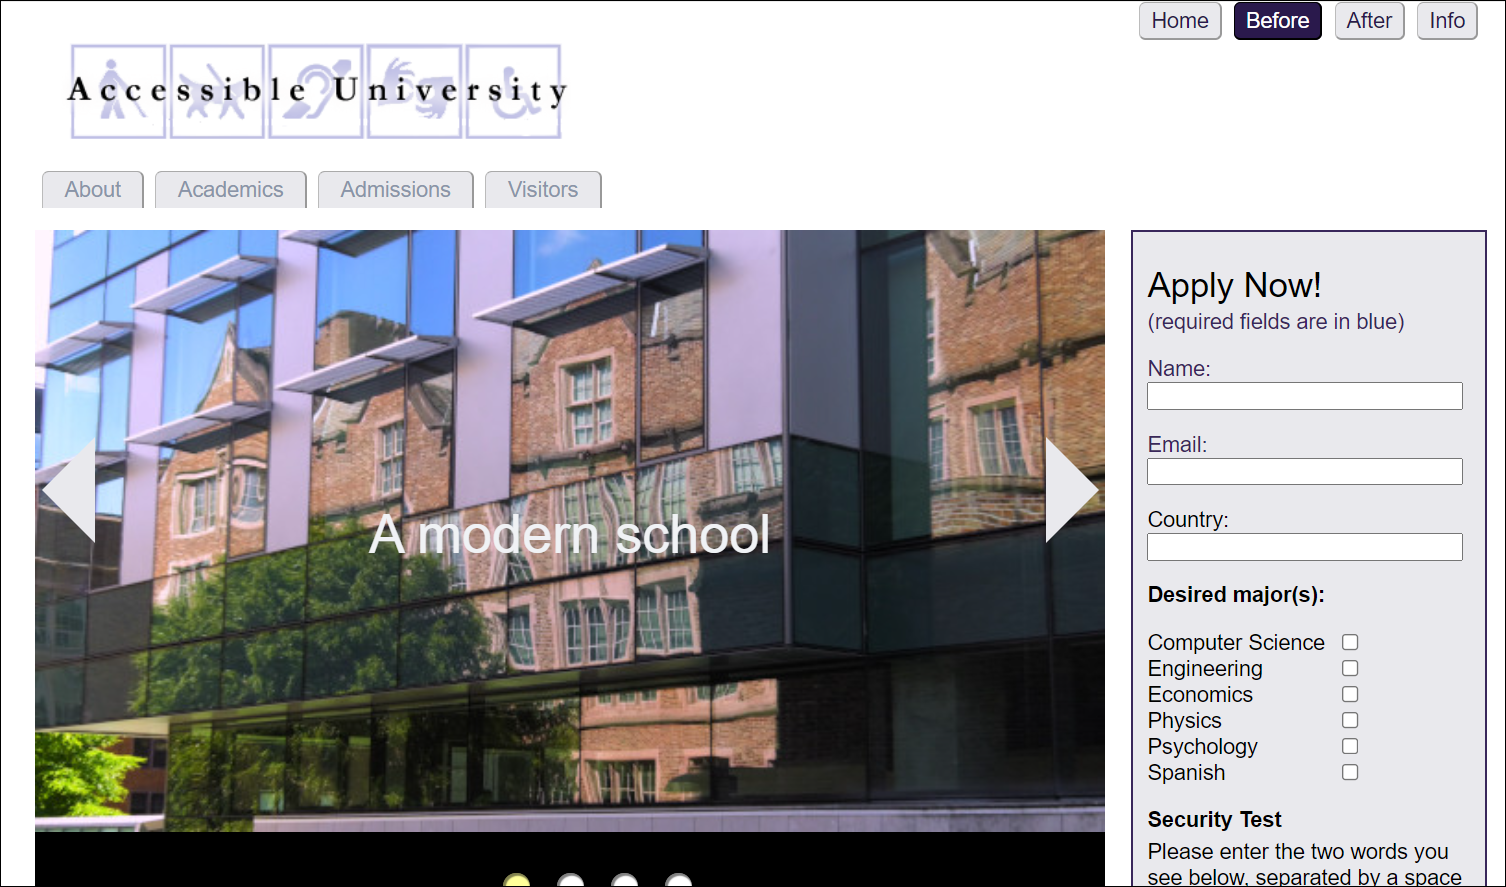 Home Before After Info
Accessible University
About Academics Admissions Visitors
A modern school
Apply Now!
(required fields are in blue)
Name:
Email:
Country:
Desired major(s):
Computer Science
Engineering
Economics
Physics
Psychology
Spanish
Security Test
Please enter the two words you
see below, separated by a space